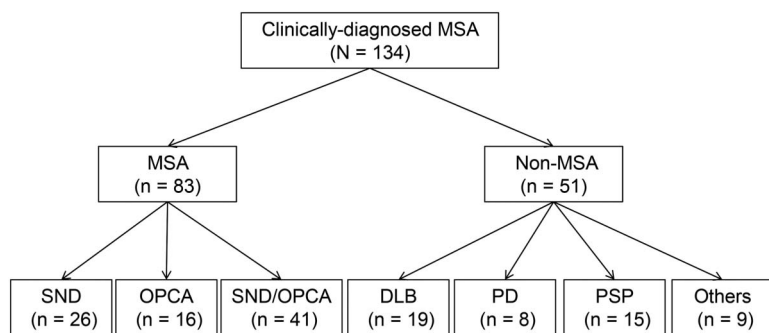 Clinically-diagnosed MSA
(N = 134)
MSA
(n = 83)
Non-MSA
(n = 51)
SND
(n = 26)
OPCA
(n = 16)
SND/OPCA
(n = 41)
DLB
(n = 19)
PD
(n = 8)
PSP
(n = 15)
Others
(n = 9)